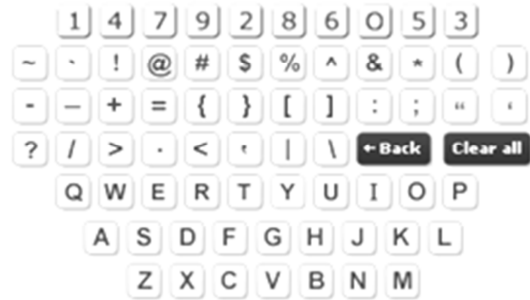 1 4 7 9 2 8 6 0 5 3
~ ` ! @ # $ % ^ & * ( )
- — + = { } [ ] : ; “ ‘
? / > . < ‛ | \ ←Back Clear all
Q W E R T Y U I O P
A S D F G H J K L
Z X C V B N M